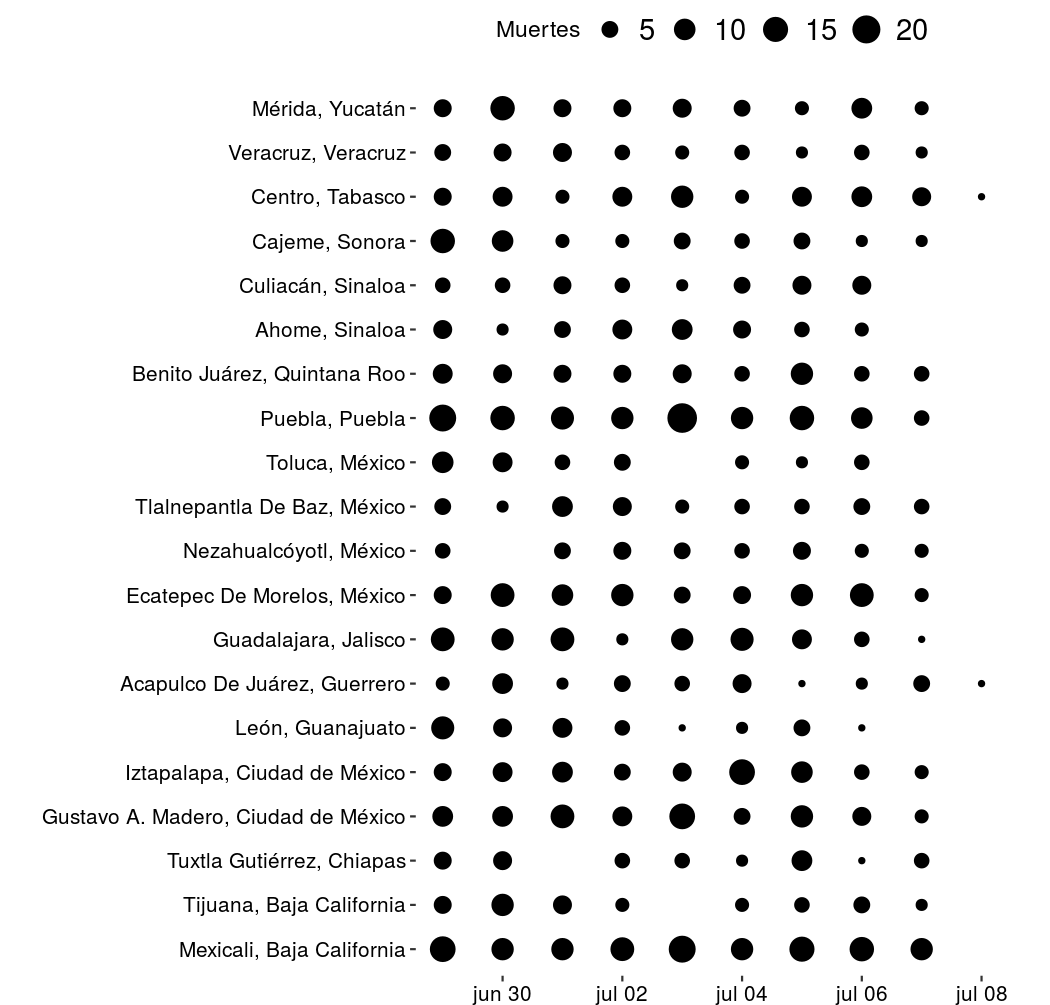 Muertes 5 10 15 20
Mérida, Yucatán
Veracruz, Veracruz
Centro, Tabasco
Cajeme, Sonora
Culiacán, Sinaloa
Ahome, Sinaloa
Benito Juárez, Quintana Roo
Puebla, Puebla
Toluca, México
Tlalnepantla De Baz, México
Nezahualcóyotl, México
Ecatepec De Morelos, México
Guadalajara, Jalisco
Acapulco De Juárez, Guerrero
León, Guanajuato
Iztapalapa, Ciudad de México
Gustavo A. Madero, Ciudad de México
Tuxtla Gutiérrez, Chiapas
Tijuana, Baja California
Mexicali, Baja California
jun 30 jul 02 jul 04 jul 06 jul 08